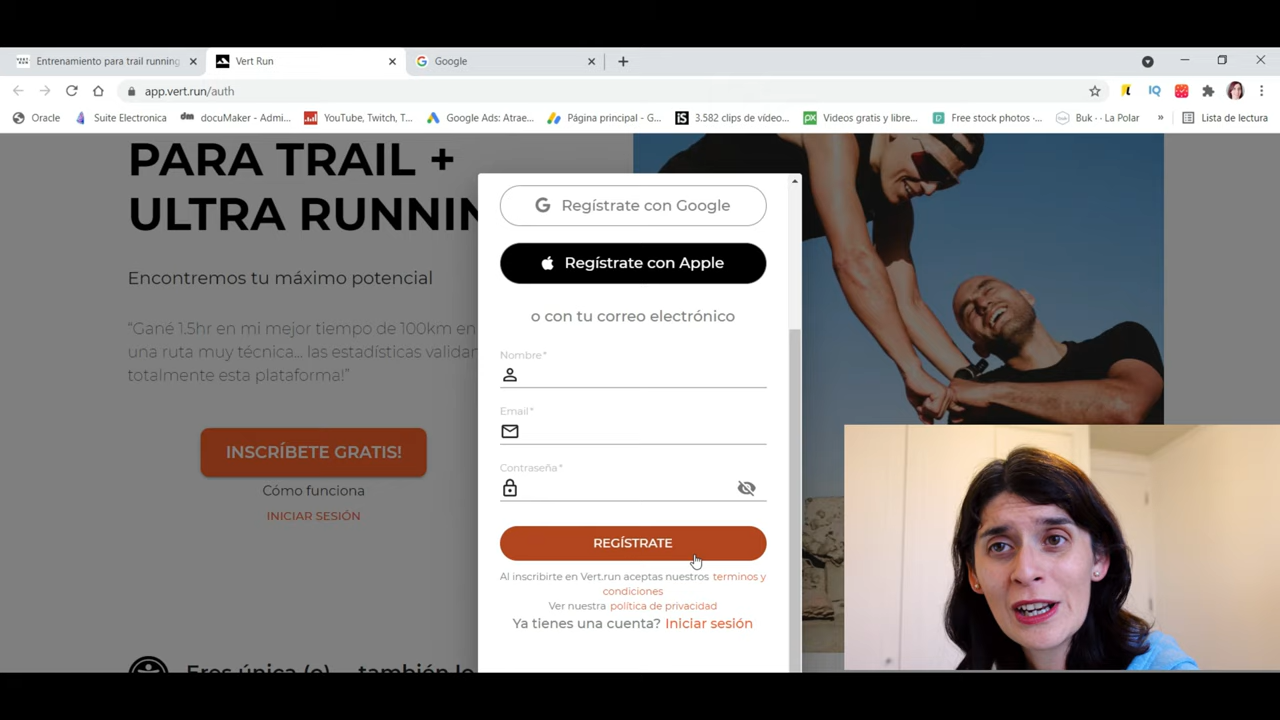 Entrenamiento para trail running
Vert Run
Google
app.vert.run/auth
Oracle
Suite Electronica
docuMaker - Admi...
YouTube, Twitch, T...
Google Ads: Atrae...
Página principal - G...
3.582 clips de vídeo...
Videos gratis y libre...
Free stock photos -...
Buk · · La Polar
»
Lista de lectura
PARA TRAIL +
ULTRA RUNNIN
Encontremos tu máximo potencial
“Gané 1.5hr en mi mejor tiempo de 100km en
una ruta muy técnica... las estadísticas validan
totalmente esta plataforma!”
INSCRÍBETE GRATIS!
Cómo funciona
INICIAR SESIÓN
Regístrate con Google
Regístrate con Apple
o con tu correo electrónico
Nombre*
Email*
Contraseña*
REGÍSTRATE
Al inscribirte en Vert.run aceptas nuestros terminos y
condiciones
Ver nuestra política de privacidad
Ya tienes una cuenta? Iniciar sesión